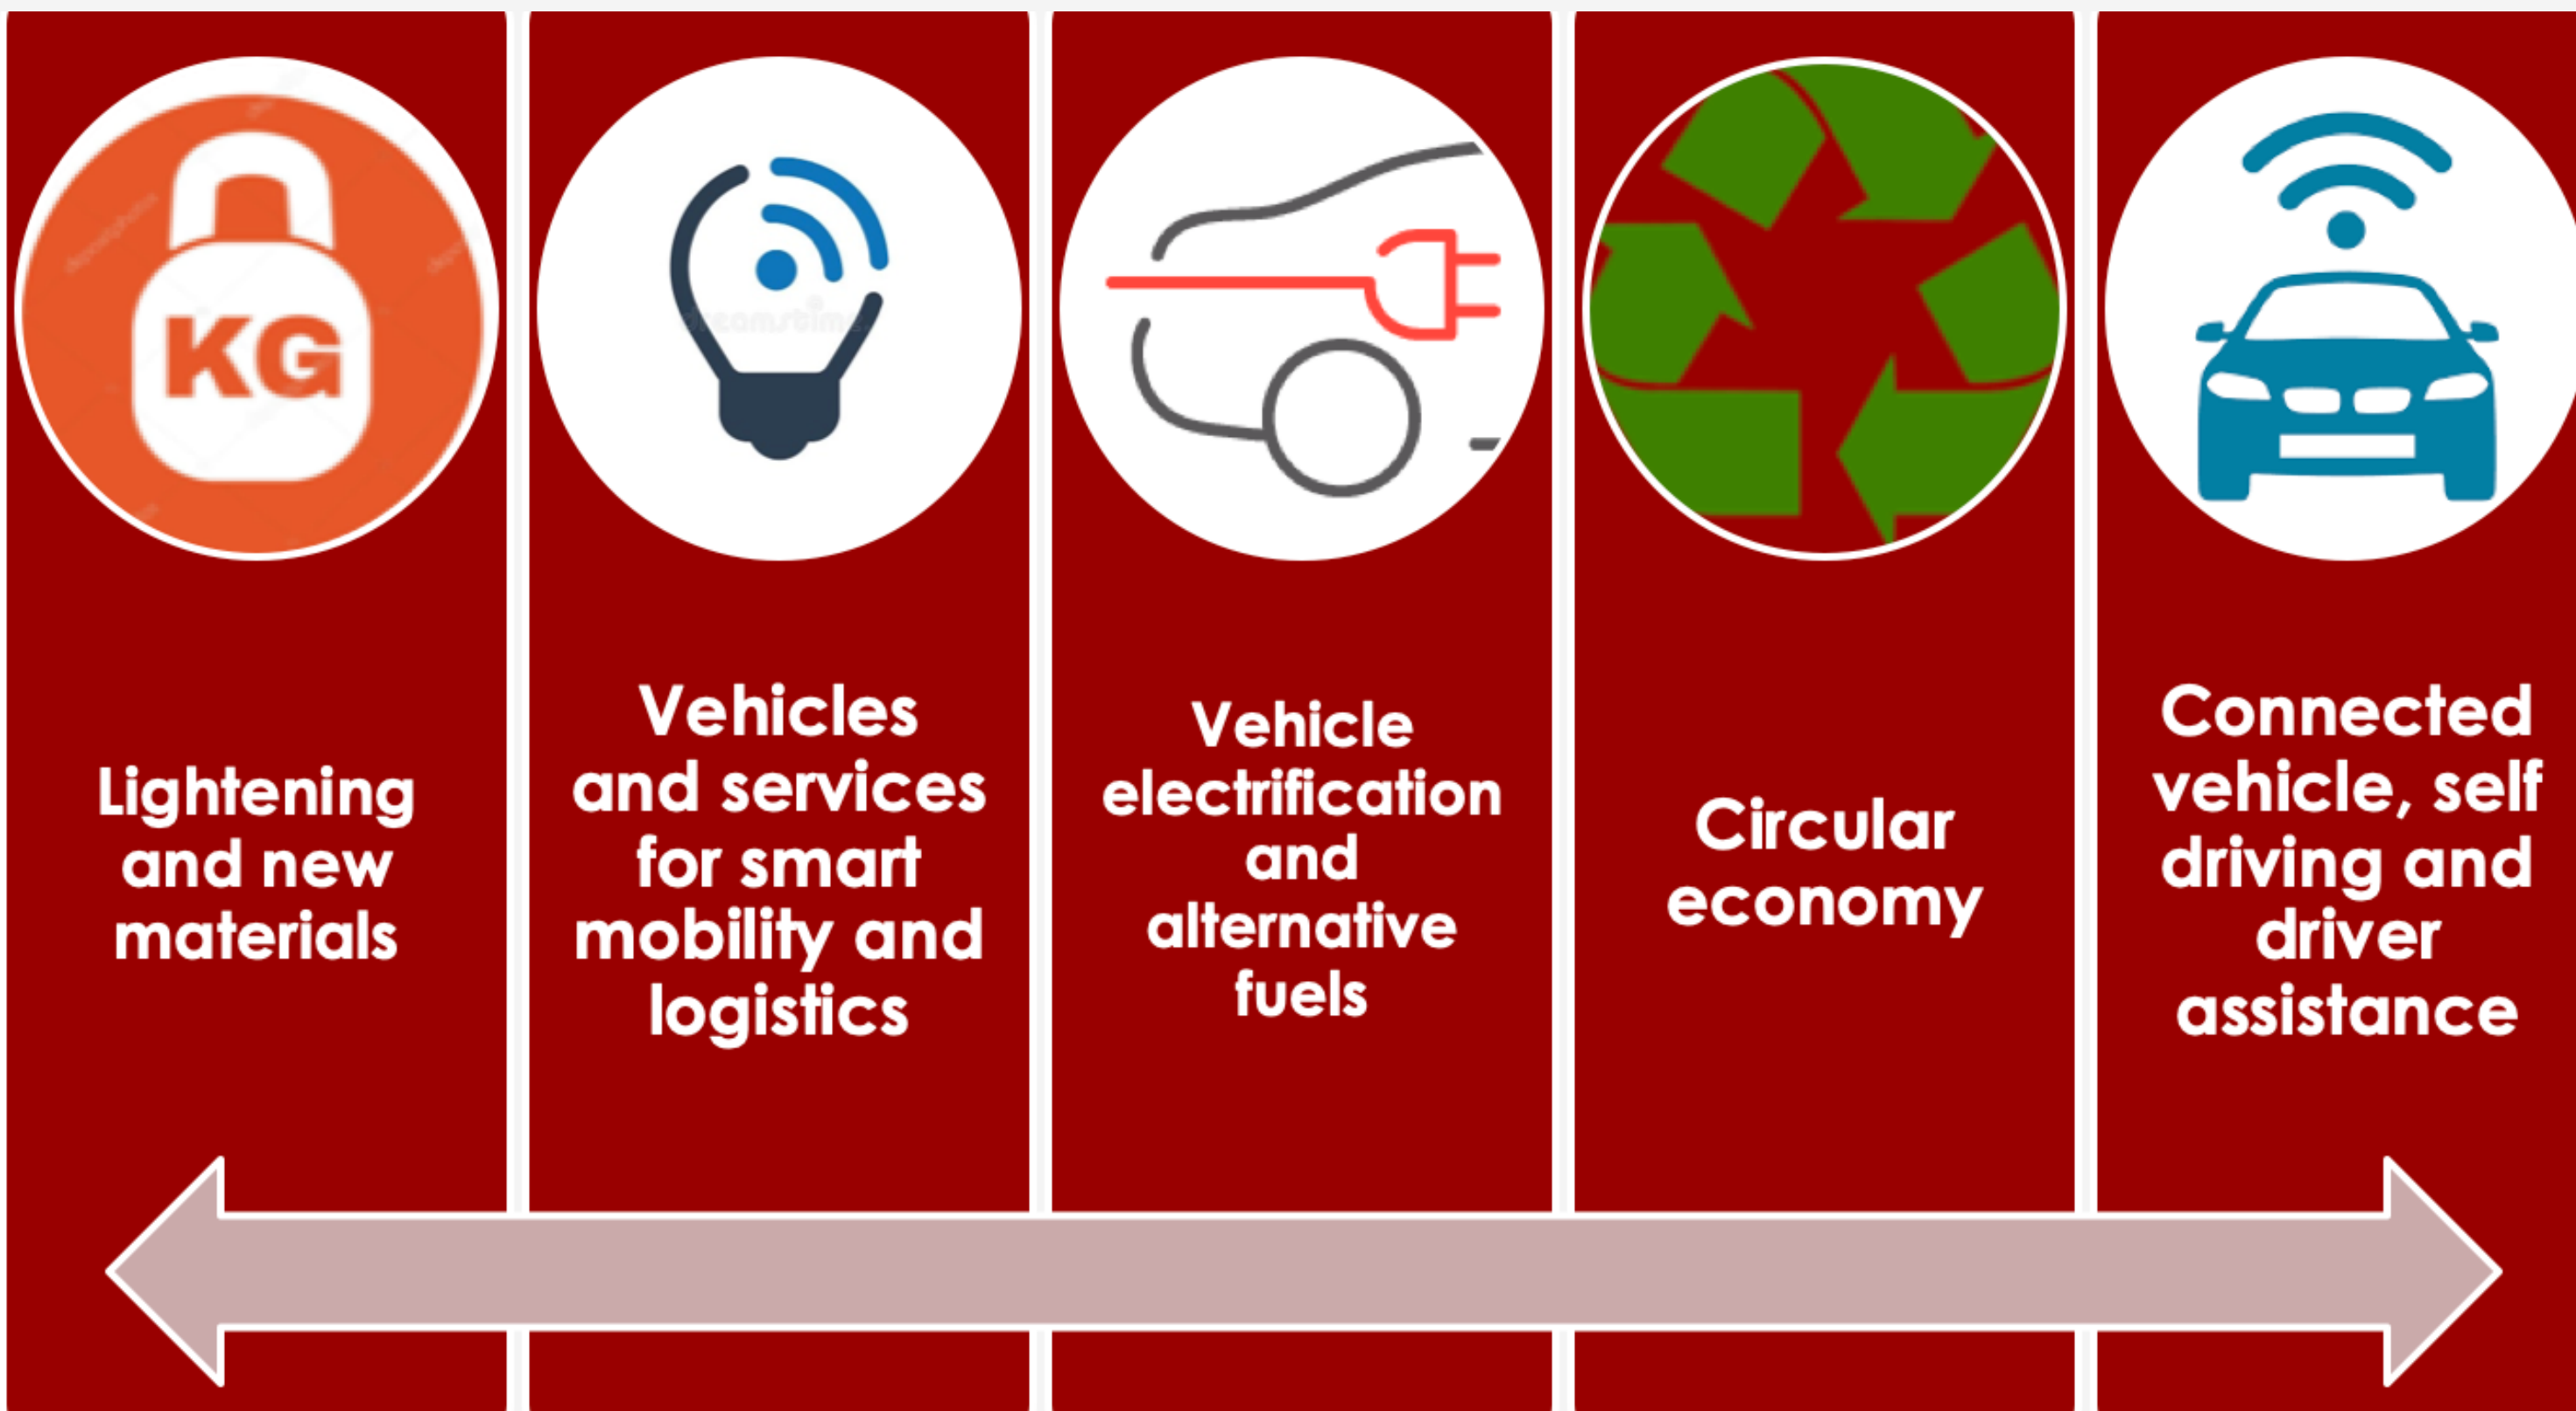 KG
Lightening
and new
materials
dreamstime
Vehicles
and services
for smart
mobility and
logistics
Vehicle
electrification
and
alternative
fuels
Circular
economy
Connected
vehicle, self
driving and
driver
assistance